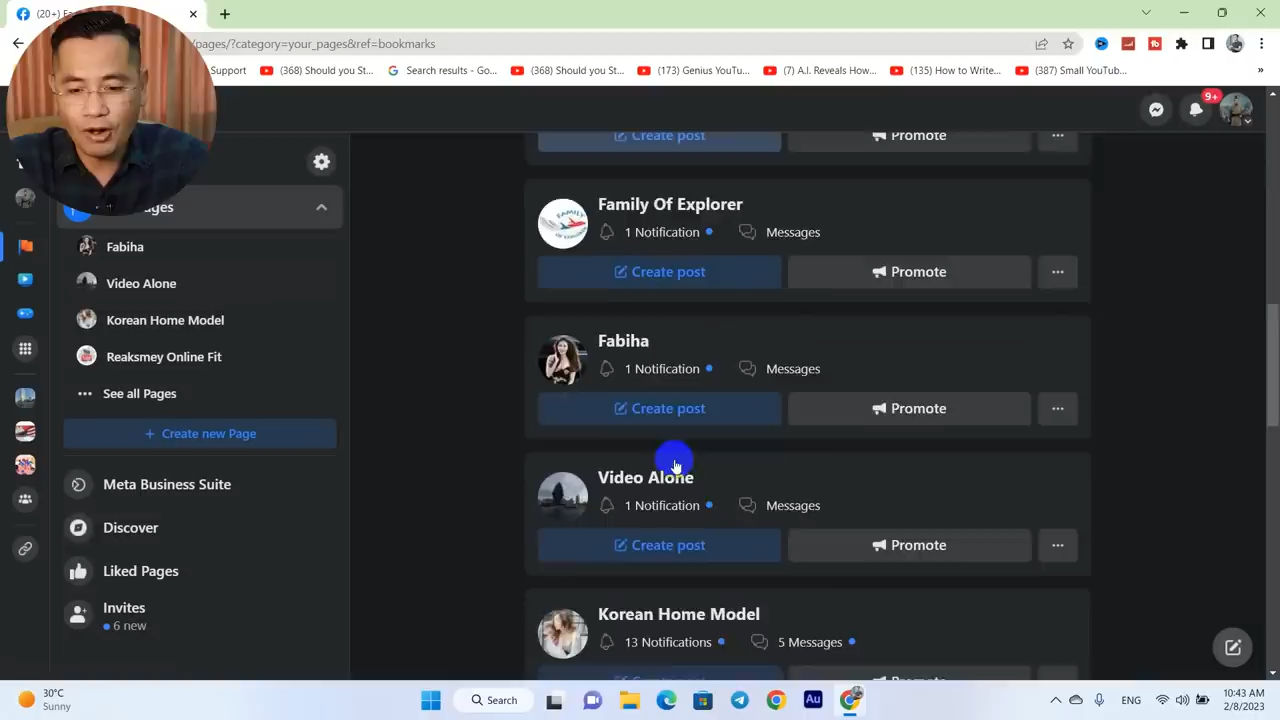 (20+) Fa
pages/?category=your_pages&ref=bookmarks
Support
(368) Should you St...
Search results - Go...
(368) Should you St...
(173) Genius YouTu...
(7) A.I. Reveals How...
(135) How to Write...
(387) Small YouTub...
»
9+
Create post
Promote
ages
Fabiha
Video Alone
Korean Home Model
Reaksmey Online Fit
See all Pages
+ Create new Page
Meta Business Suite
Discover
Liked Pages
Invites
6 new
Family Of Explorer
1 Notification
Messages
Create post
Promote
Fabiha
1 Notification
Messages
Create post
Promote
Video Alone
1 Notification
Messages
Create post
Promote
Korean Home Model
13 Notifications
5 Messages
Promote
30°C
Sunny
Search
Au
ENG
10:43 AM
2/8/2023